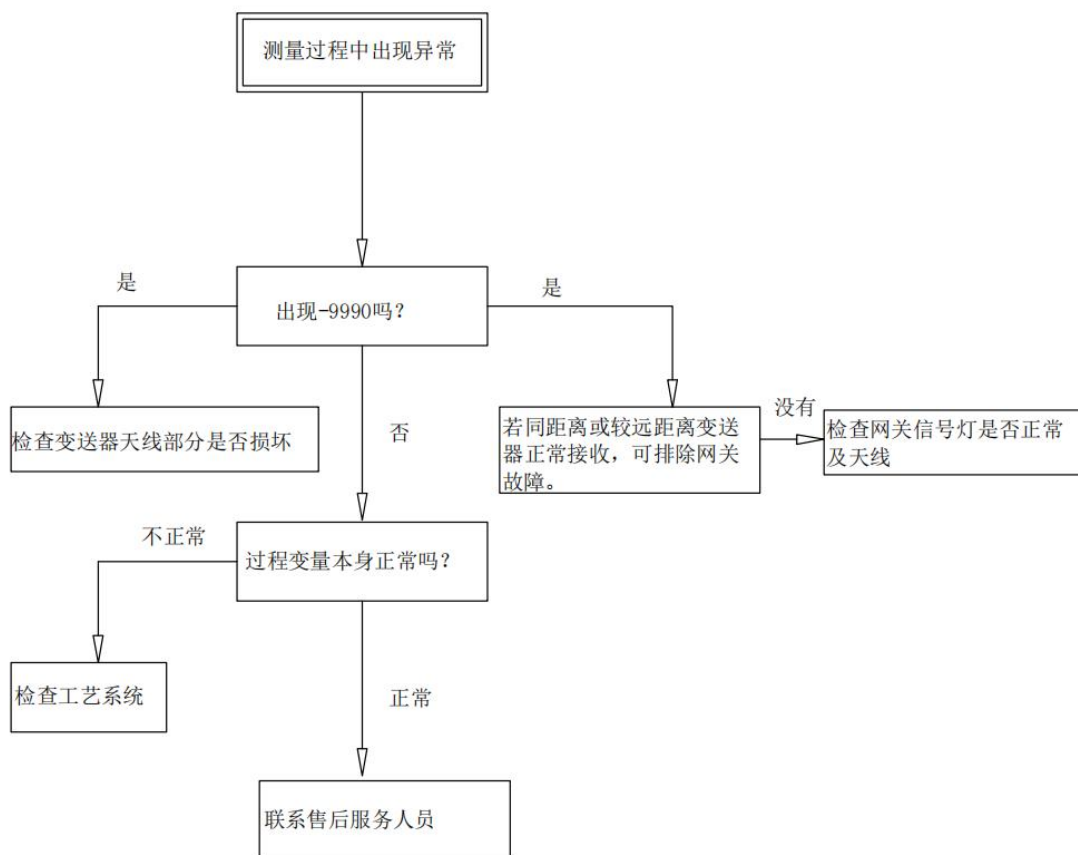 测量过程中出现异常
是
是
出现-9990吗？
检查变送器天线部分是否损坏
否
若同距离或较远距离变送
器正常接收，可排除网关
故障。
没有
检查网关信号灯是否正常
及天线
不正常
过程变量本身正常吗？
检查工艺系统
正常
联系售后服务人员